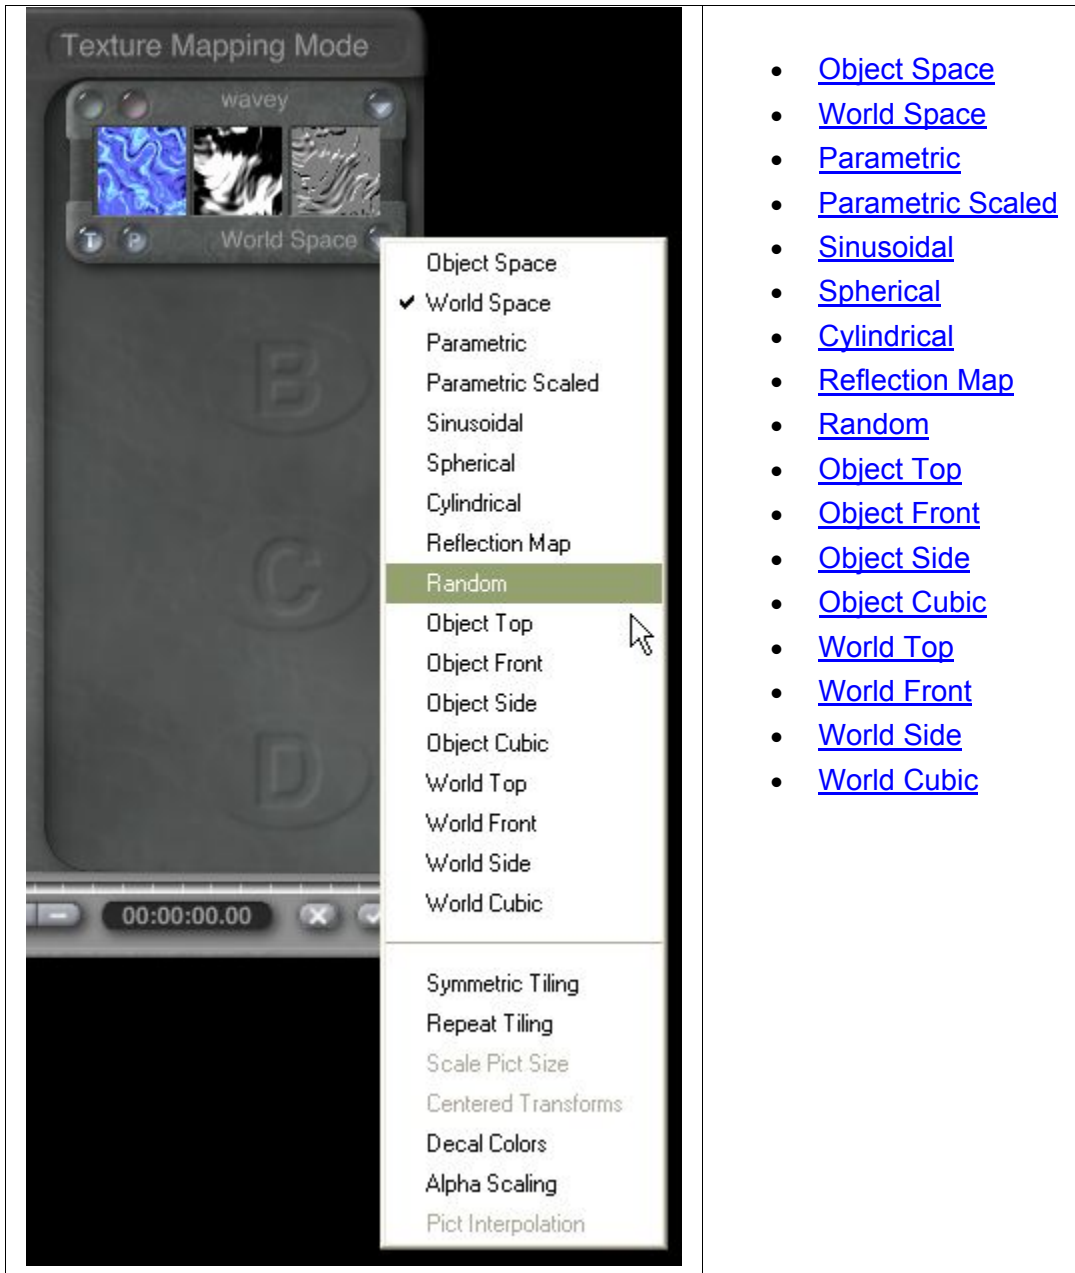 Texture Mapping Mode
wavey
T P World Space
B
C
D
00:00:00.00
Object Space
World Space
Parametric
Parametric Scaled
Sinusoidal
Spherical
Cylindrical
Reflection Map
Random
Object Top
Object Front
Object Side
Object Cubic
World Top
World Front
World Side
World Cubic
Symmetric Tiling
Repeat Tiling
Scale Pict Size
Centered Transforms
Decal Colors
Alpha Scaling
Pict Interpolation
• Object Space
• World Space
• Parametric
• Parametric Scaled
• Sinusoidal
• Spherical
• Cylindrical
• Reflection Map
• Random
• Object Top
• Object Front
• Object Side
• Object Cubic
• World Top
• World Front
• World Side
• World Cubic